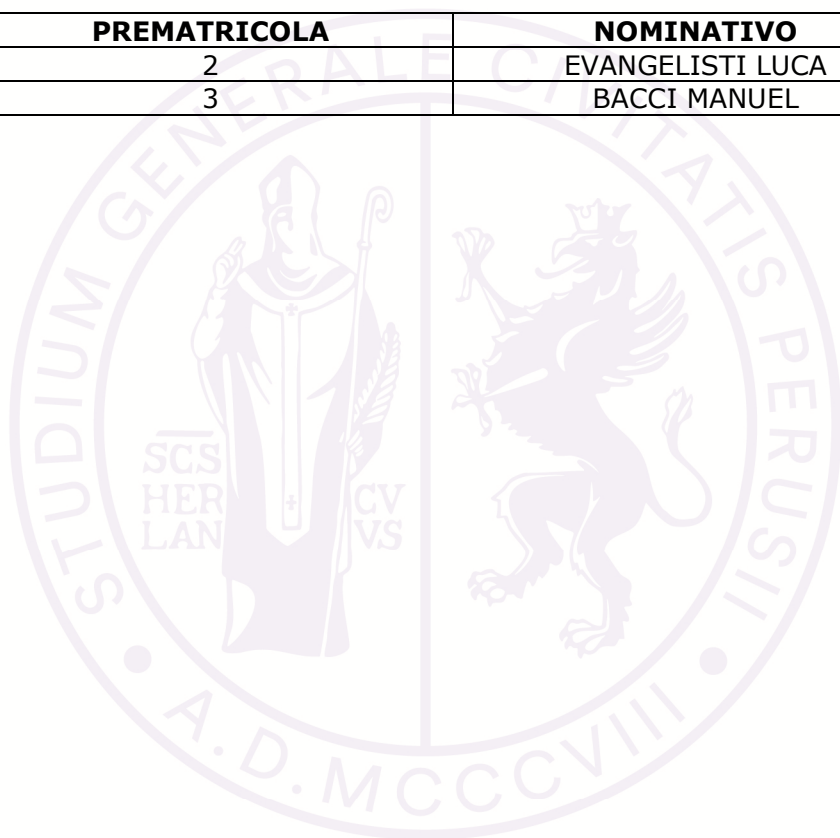 PREMATRICOLA NOMINATIVO
2 EVANGELISTI LUCA
3 BACCI MANUEL
STUDIUM GENERALE CIVITATIS PERUSII
SCS
HER CV
LAN VS
• A.D. MCCCVIII •